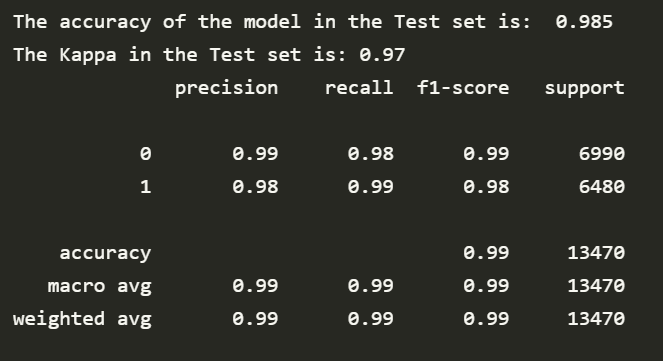 The accuracy of the model in the Test set is:  0.985
The Kappa in the Test set is: 0.97
              precision    recall  f1-score   support

           0       0.99      0.98      0.99      6990
           1       0.98      0.99      0.98      6480

    accuracy                           0.99     13470
   macro avg       0.99      0.99      0.99     13470
weighted avg       0.99      0.99      0.99     13470